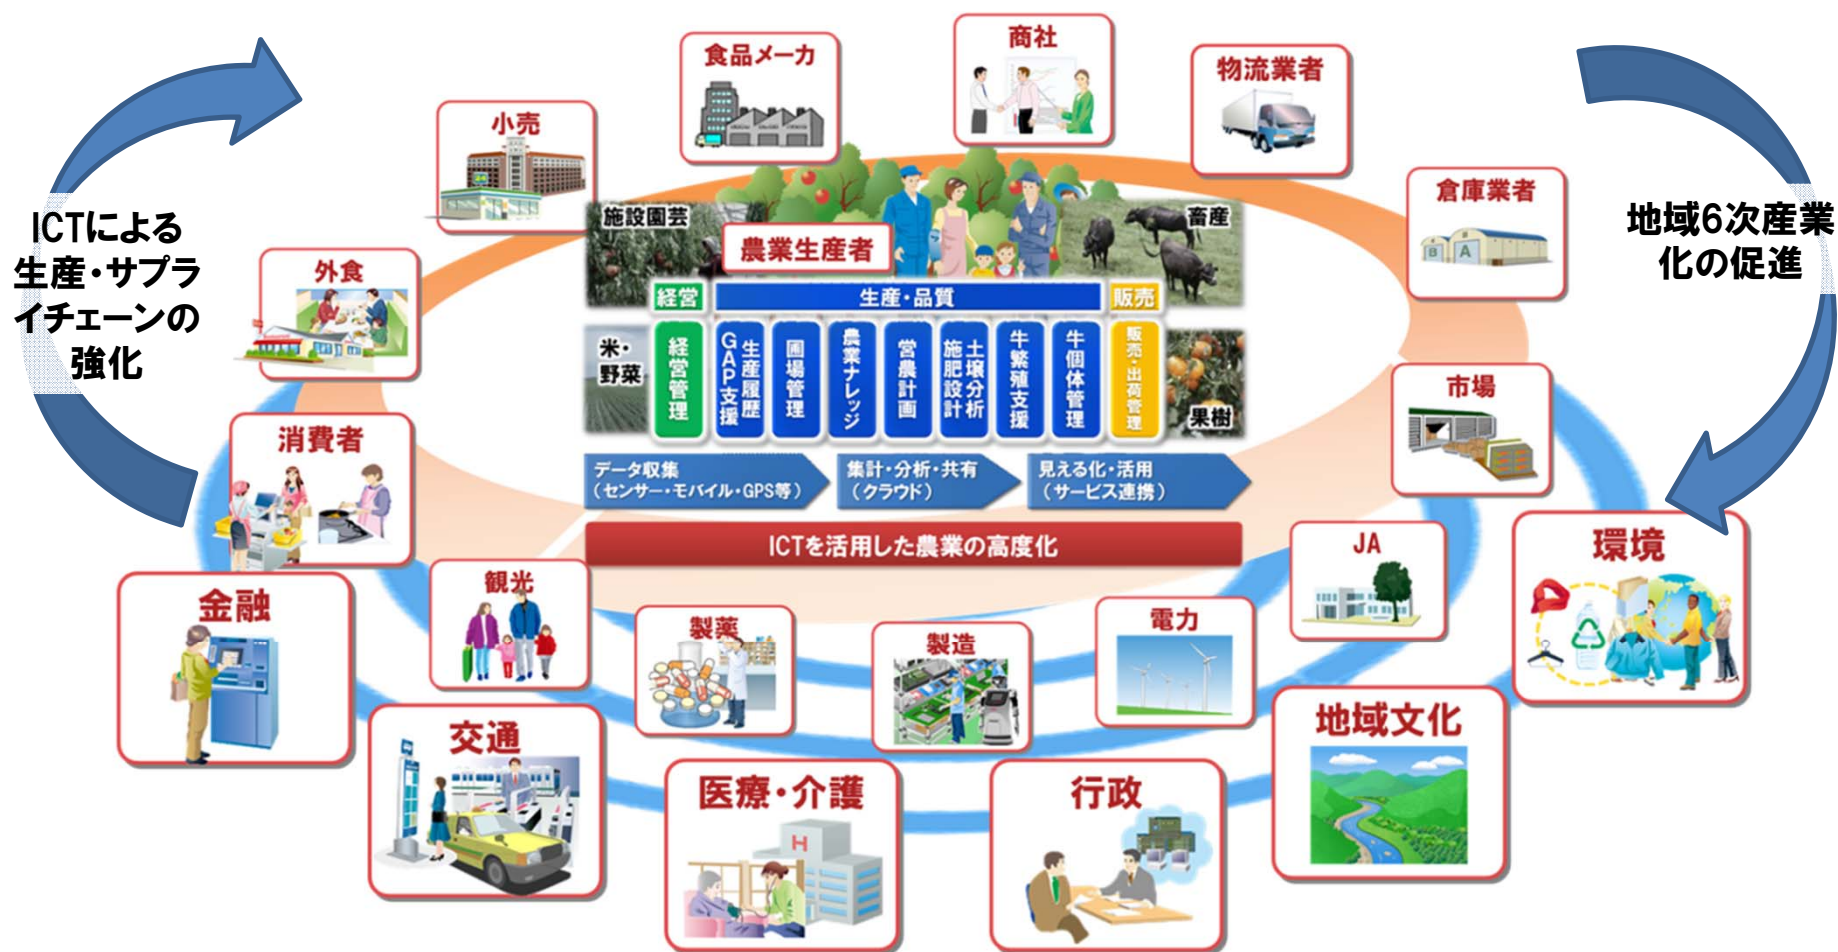 食品メーカ
商社
物流業者
小売
倉庫業者
ICTによる
生産・サプラ
イチェーンの
強化
地域6次産業
化の促進
外食
施設園芸
農業生産者
畜産
経営
生産・品質
販売
米・
野菜
経営管理
生産履歴
GAP支援
圃場管理
農業ナレッジ
営農計画
土壌分析
施肥設計
牛繁殖支援
牛個体管理
販売・出荷管理
果樹
市場
消費者
データ収集
(センサー・モバイル・GPS等)
集計・分析・共有
(クラウド)
見える化・活用
(サービス連携)
ICTを活用した農業の高度化
JA
環境
金融
観光
製薬
製造
電力
交通
医療・介護
H
行政
地域文化
B
A